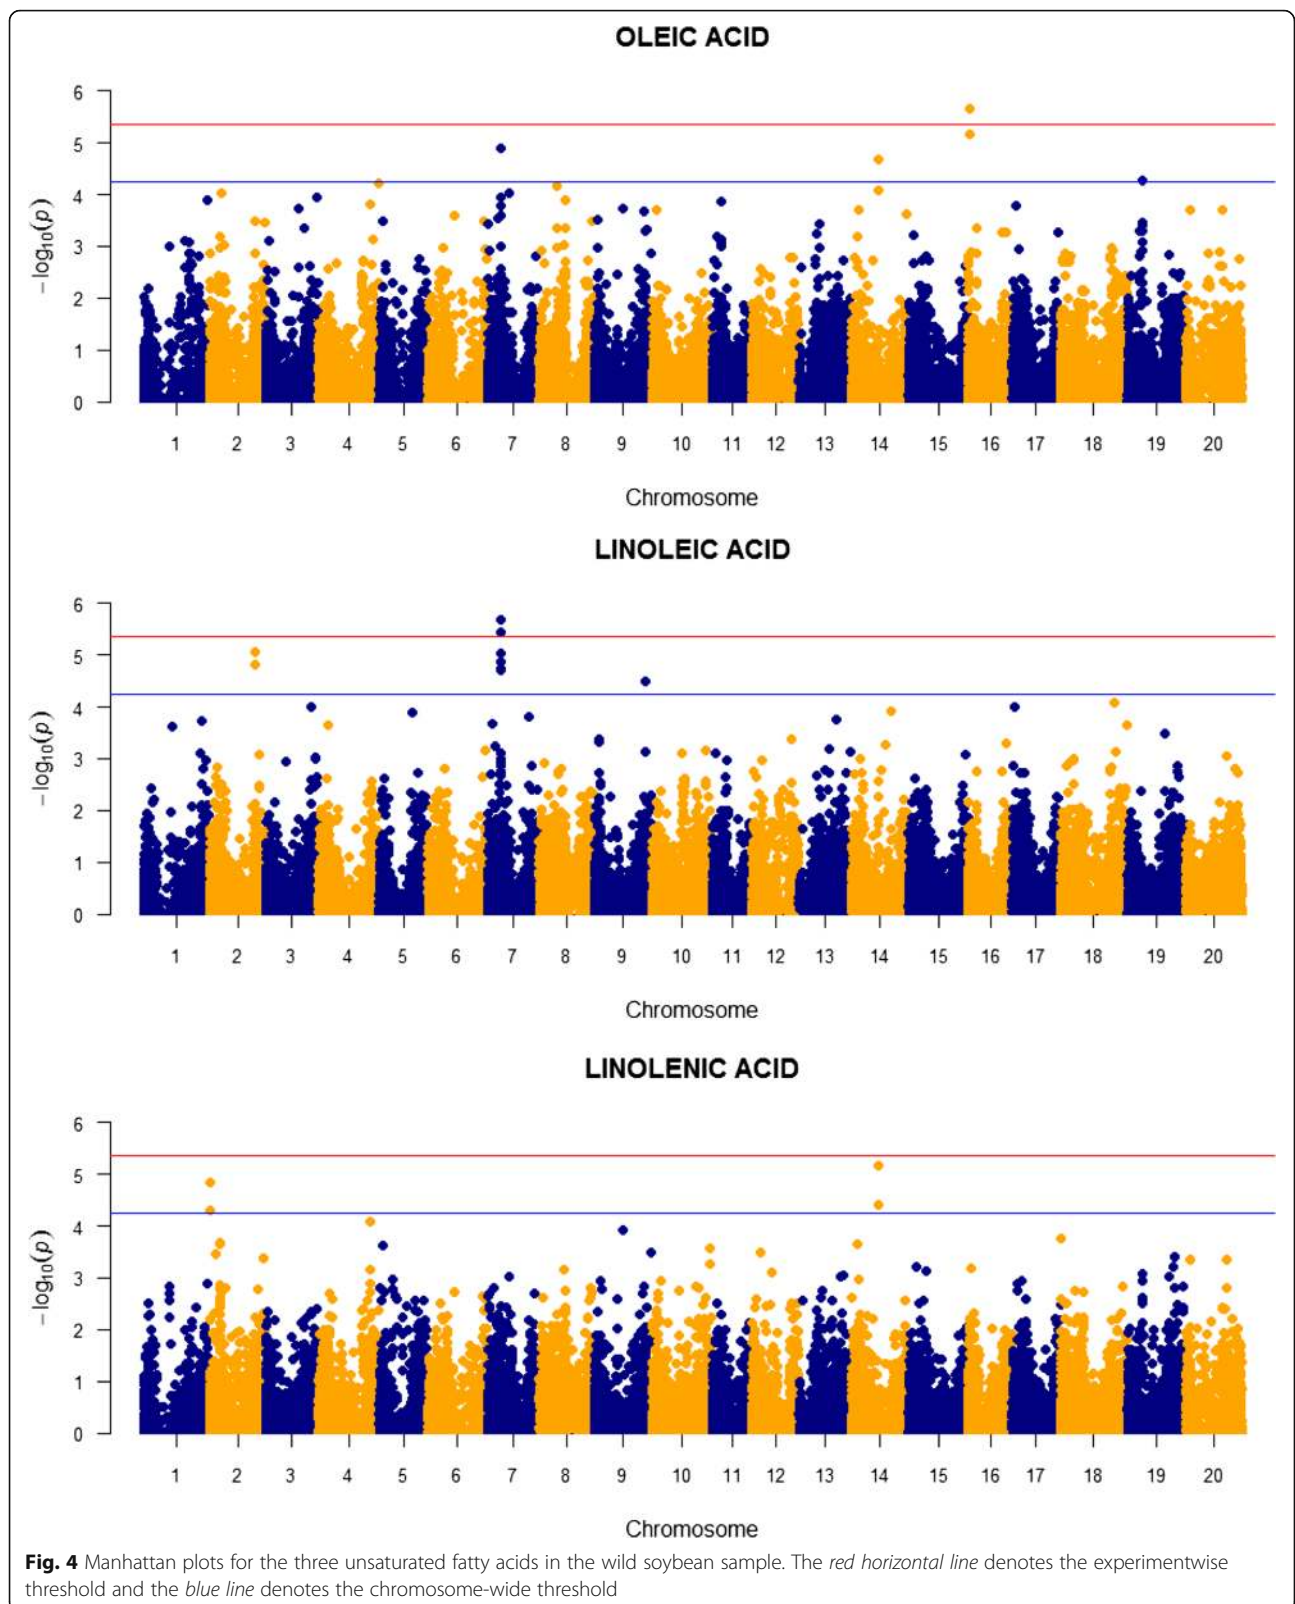 OLEIC ACID
6
5
4
3
2
1
0
−log10(p)
1 2 3 4 5 6 7 8 9 10 11 12 13 14 15 16 17 18 19 20
Chromosome
LINOLEIC ACID
6
5
4
3
2
1
0
−log10(p)
1 2 3 4 5 6 7 8 9 10 11 12 13 14 15 16 17 18 19 20
Chromosome
LINOLENIC ACID
6
5
4
3
2
1
0
−log10(p)
1 2 3 4 5 6 7 8 9 10 11 12 13 14 15 16 17 18 19 20
Chromosome
Fig. 4 Manhattan plots for the three unsaturated fatty acids in the wild soybean sample. The red horizontal line denotes the experimentwise
threshold and the blue line denotes the chromosome-wide threshold